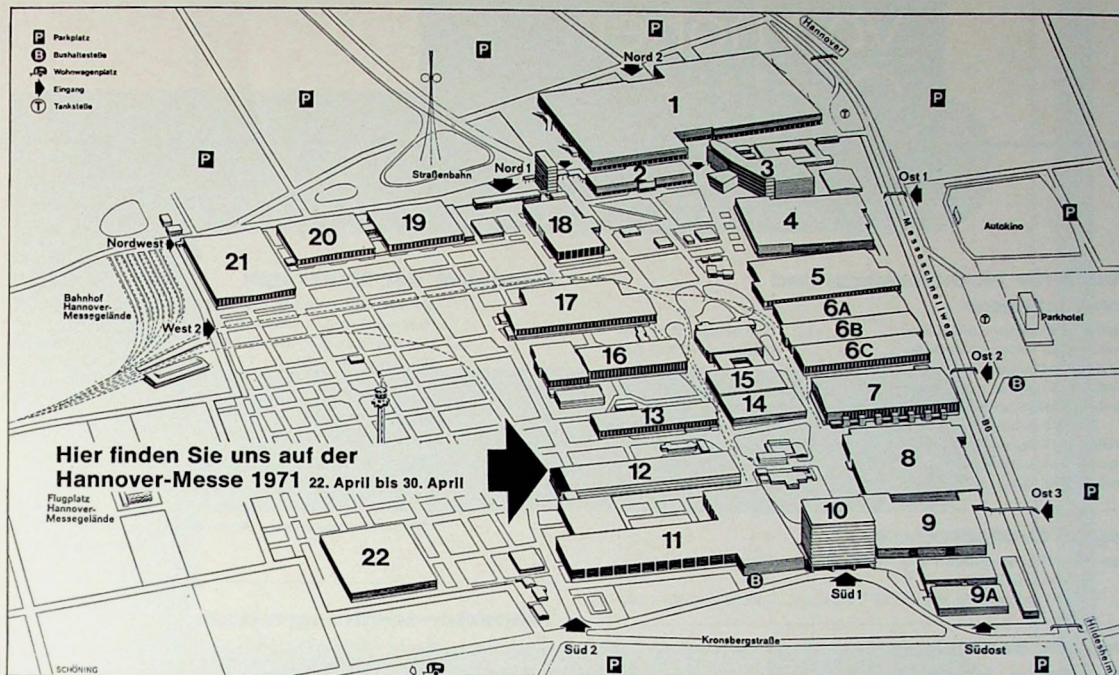 P Parkplatz
B Bushaltestelle
Wohnwagenplatz
Eingang
T Tankstelle
P
P
P
P
P
Nord 2
Hannover
1
T
Straßenbahn
Nord 1
2
3
Ost 1
Messeschnellweg
Autokino
P
Nordwest
21
20
19
18
4
5
6A
6B
6C
Bahnhof
Hannover-
Messegelände
West 2
17
T
Parkhotel
16
15
14
7
Ost 2
B
B6
13
Hier finden Sie uns auf der
Hannover-Messe 1971 22. April bis 30. April
12
8
Flugplatz
Hannover-
Messegelände
10
9
Ost 3
P
22
11
B
Süd 1
9A
Süd 2
Kronsbergstraße
Südost
Hildesheim
SCHÖNING
P
P